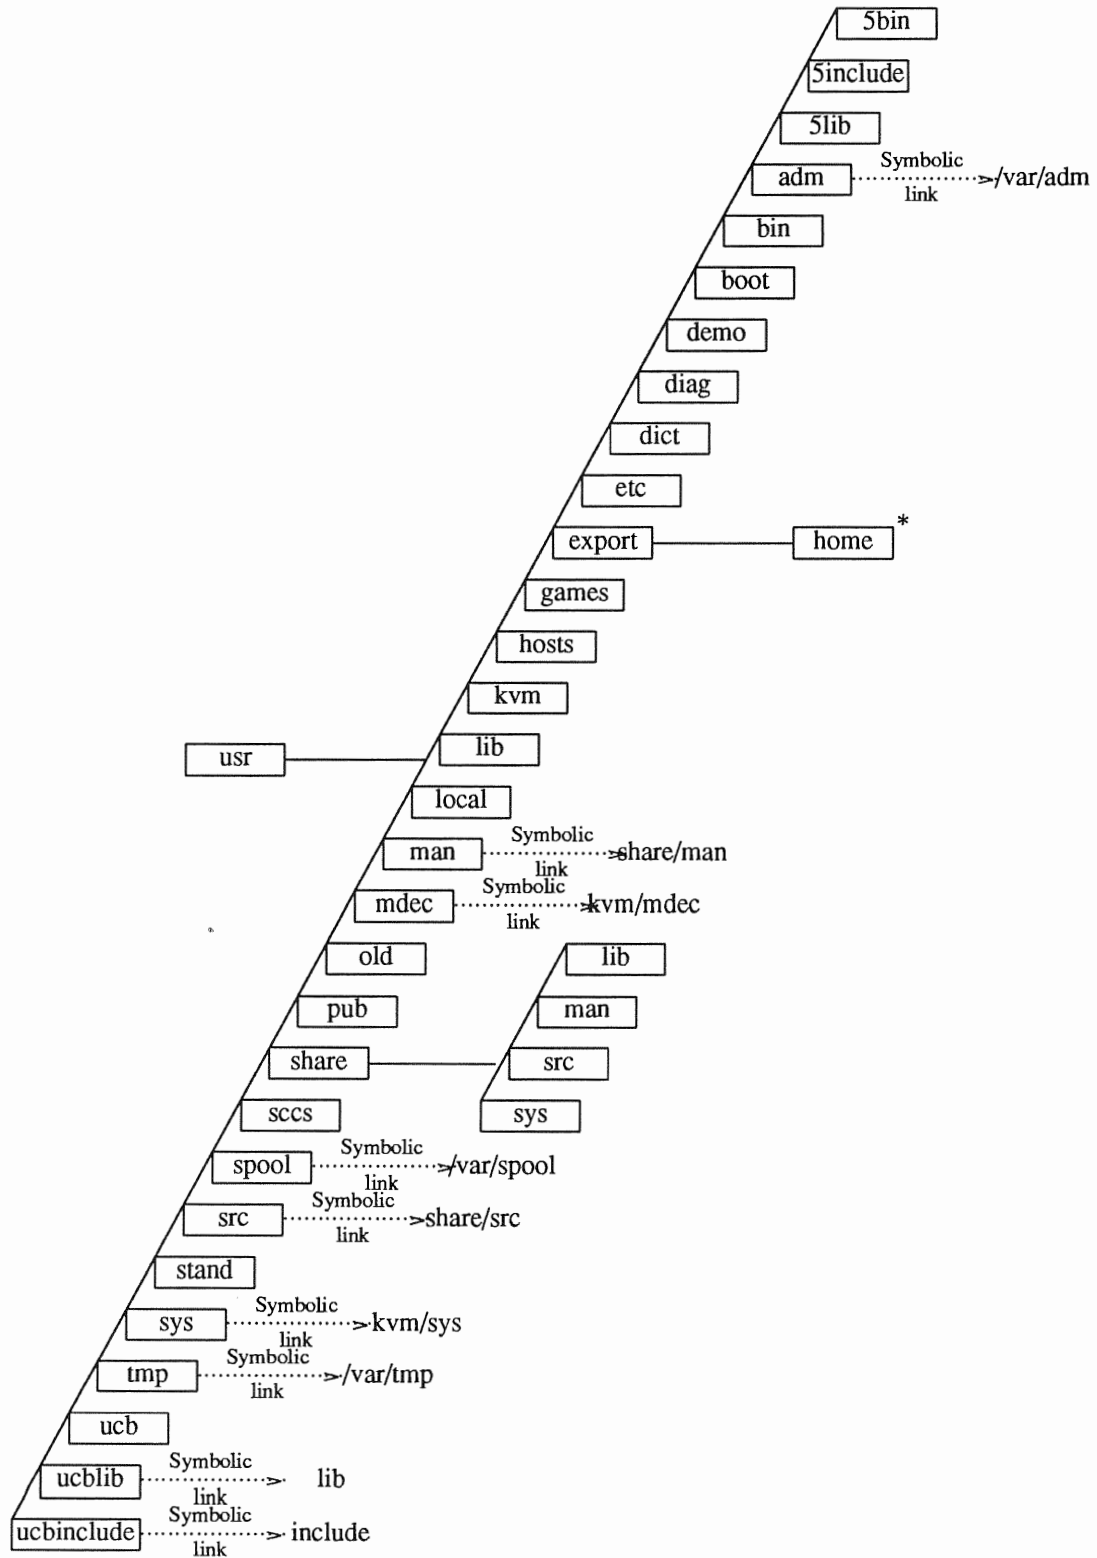 5bin
5include
5lib
adm Symbolic link /var/adm
bin
boot
demo
diag
dict
etc
export home *
games
hosts
kvm
lib
usr
local
man Symbolic link share/man
mdec Symbolic link kvm/mdec
old lib
pub man
share src
sccs sys
spool Symbolic link /var/spool
src Symbolic link share/src
stand
sys Symbolic link kvm/sys
tmp Symbolic link /var/tmp
ucb
ucblib Symbolic link lib
ucbinclude Symbolic link include